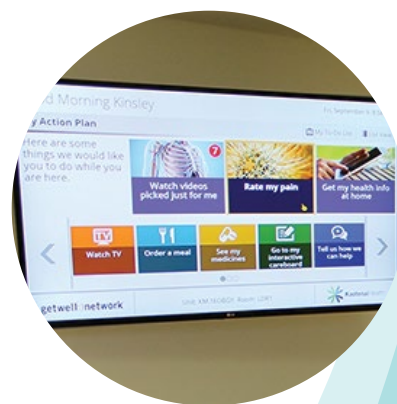 d Morning Kinsley
Fri, September
y Action Plan
My To-Do List
List View
Here are some
things we would like
you to do while you
are here.
7
Watch videos
picked just for me
Rate my pain
Get my health info
at home
TV
Watch TV
Order a meal
See my
medicines
Go to my
interactive
careboard
Tell us how we
can help
getwell network